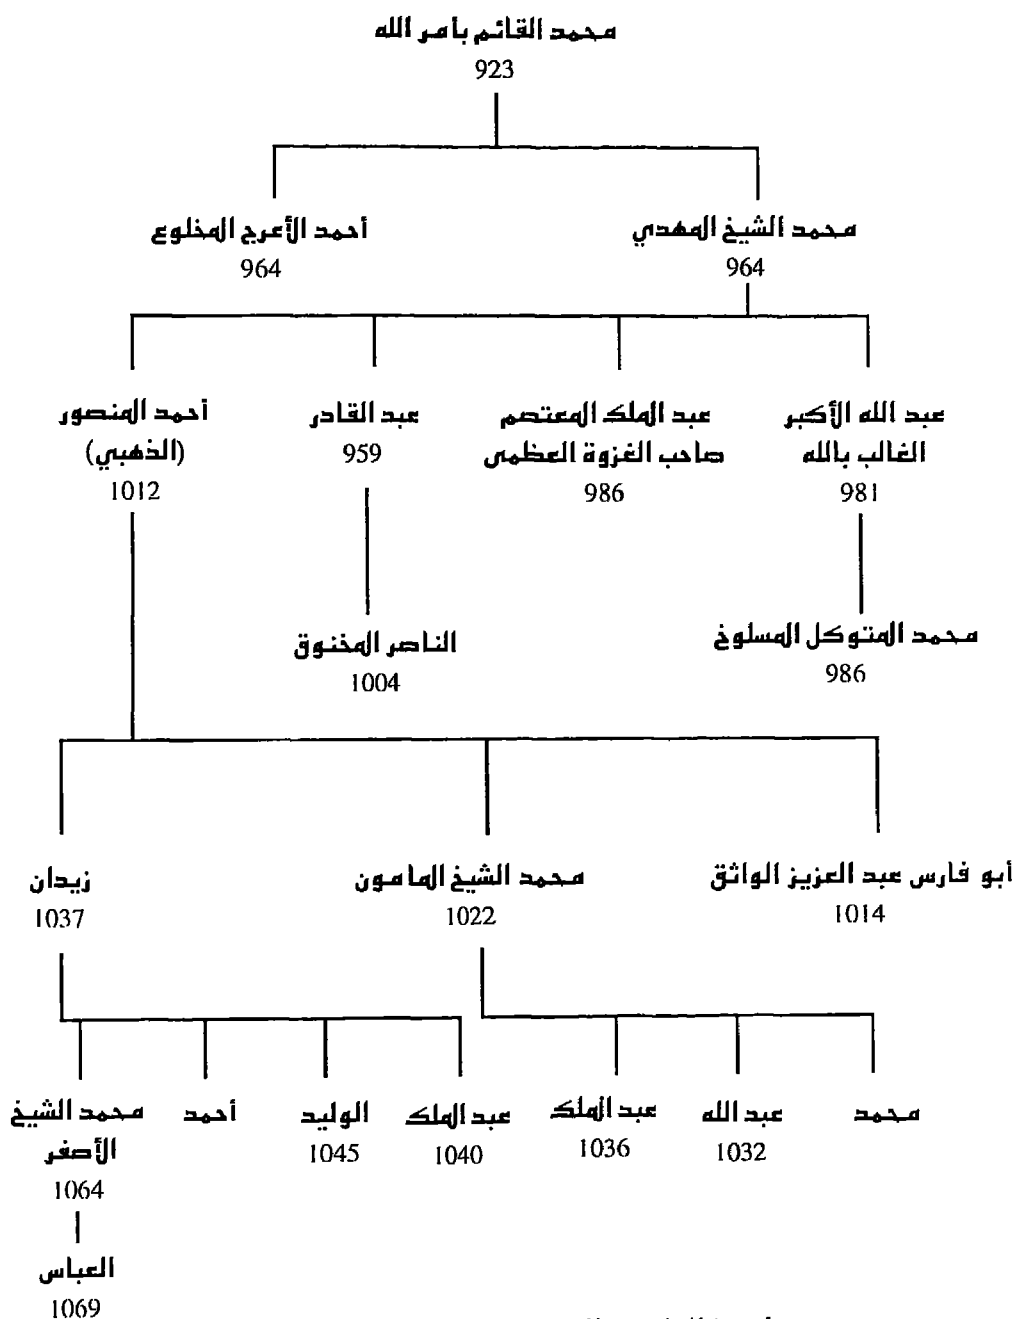 محمد القائم بأمر الله
923
محمد الشيخ المهدي
964
أحمد الأعرج المخلوع
964
عبد الله الأكبر
الغالب بالله
981
عبد الملك المعتصم
صاحب الغزوة العظمى
986
عبد القادر
959
أحمد المنصور
(الذهبي)
1012
محمد المتوكل المسلوخ
986
الناصر المخنوق
1004
أبو فارس عبد العزيز الواثق
1014
محمد الشيخ المامون
1022
زيدان
1037
محمد
عبد الله
1032
عبد الملك
1036
عبد الملك
1040
الوليد
1045
أحمد
محمد الشيخ
الأصغر
1064
العباس
1069